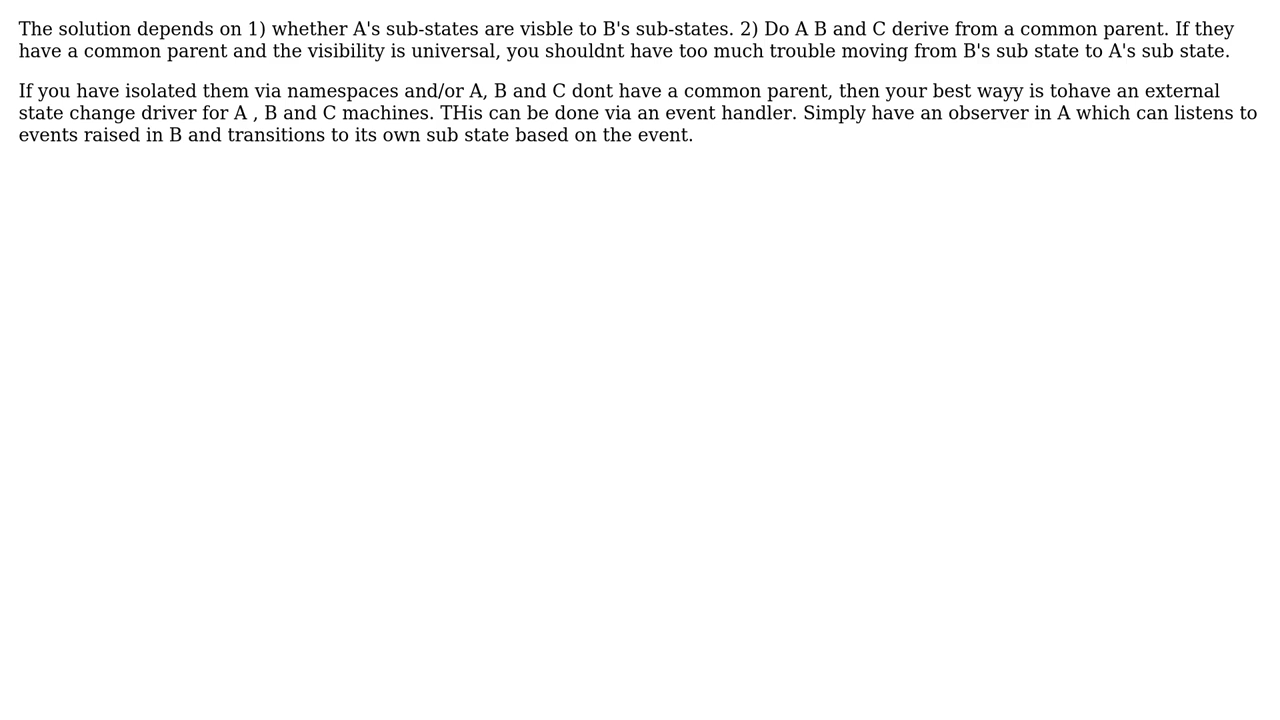 The solution depends on 1) whether A's sub-states are visble to B's sub-states. 2) Do A B and C derive from a common parent. If they
have a common parent and the visibility is universal, you shouldnt have too much trouble moving from B's sub state to A's sub state.
If you have isolated them via namespaces and/or A, B and C dont have a common parent, then your best wayy is tohave an external
state change driver for A , B and C machines. THis can be done via an event handler. Simply have an observer in A which can listens to
events raised in B and transitions to its own sub state based on the event.